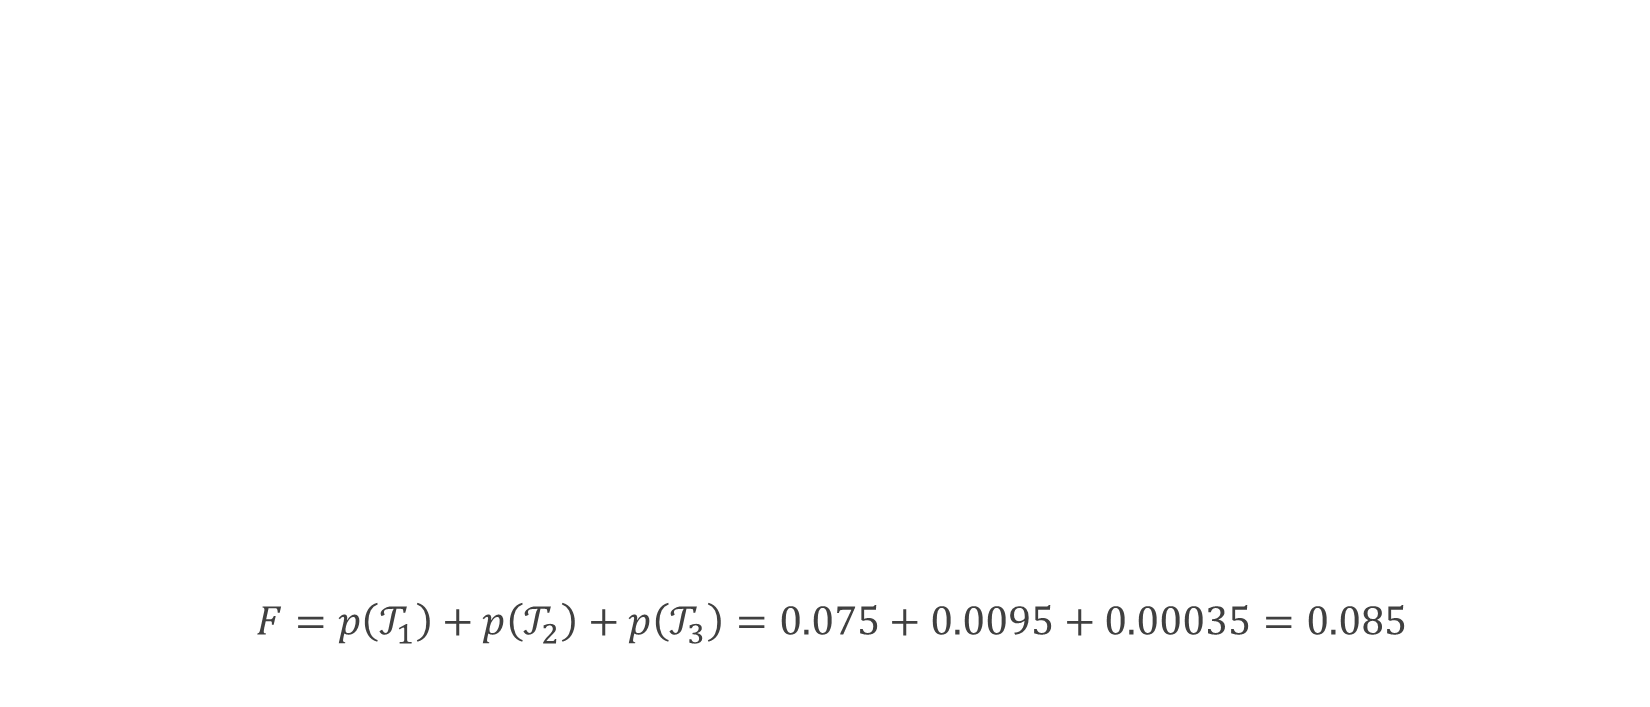 F = p(𝒯₁) + p(𝒯₂) + p(𝒯₃) = 0.075 + 0.0095 + 0.00035 = 0.085